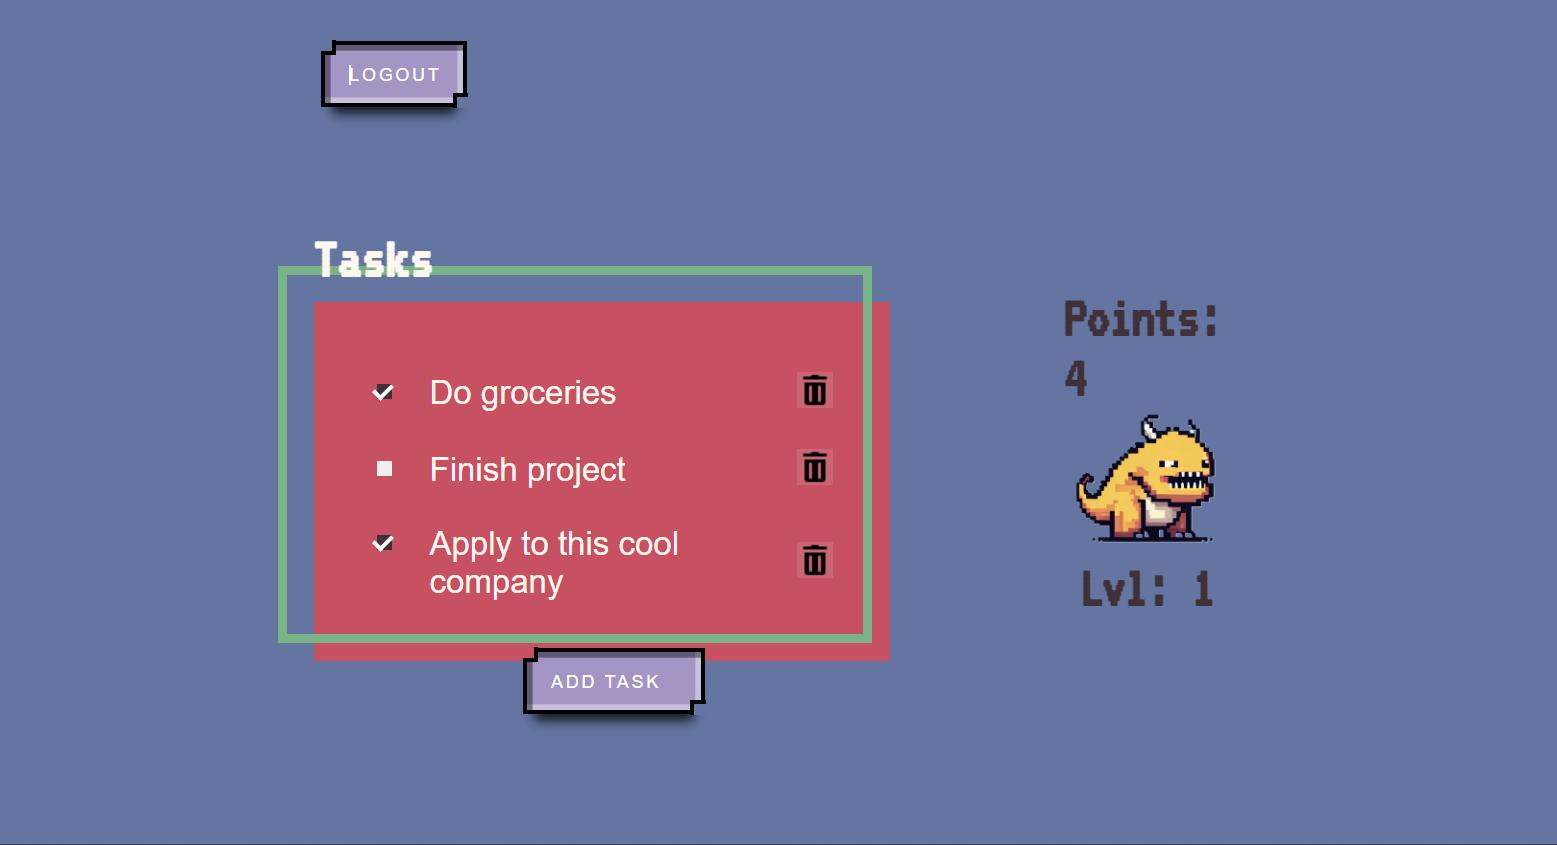 LOGOUT
Tasks
Do groceries
Finish project
Apply to this cool
company
ADD TASK
Points:
4
Lvl: 1